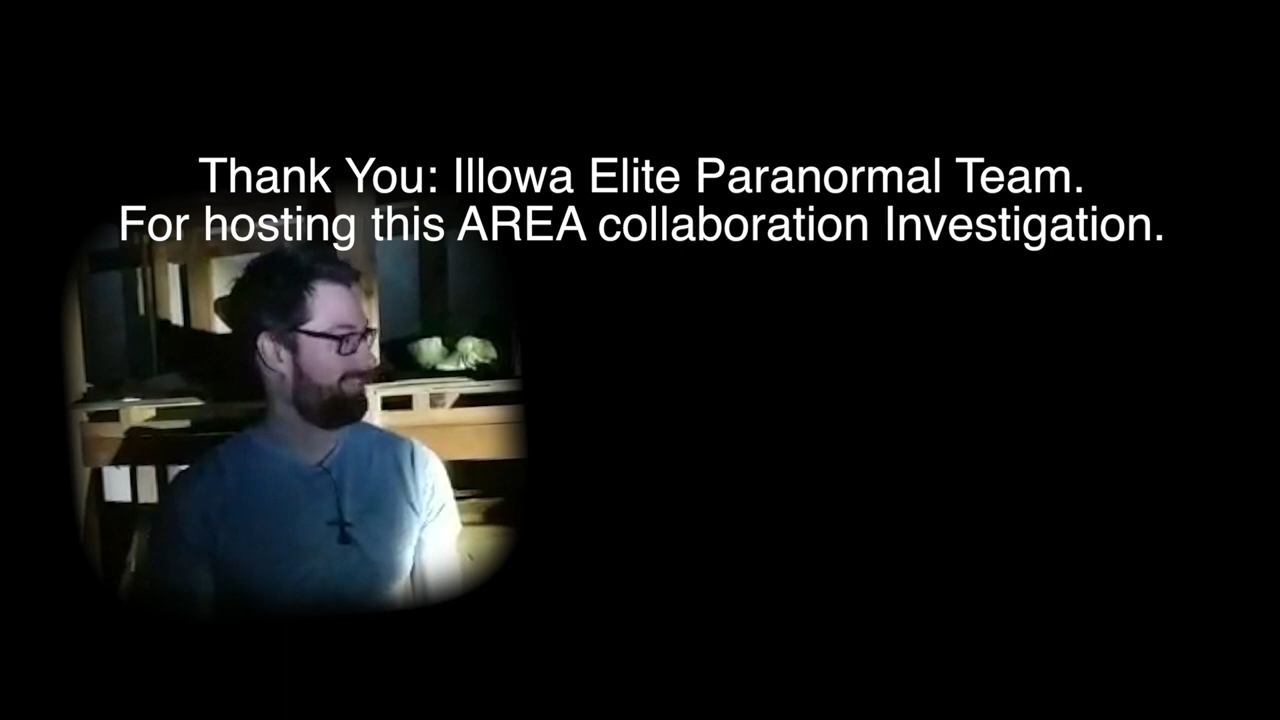 Thank You: Illowa Elite Paranormal Team.
For hosting this AREA collaboration Investigation.